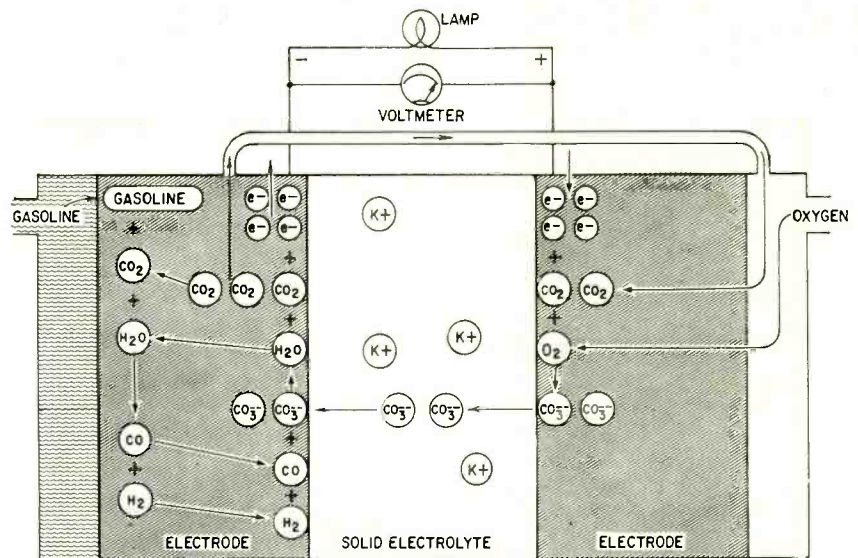 LAMP
− +
VOLTMETER
GASOLINE
GASOLINE
e− e−
e− e−
e− e−
e− e−
OXYGEN
K+
+
+
+
CO₂
CO₂ CO₂ CO₂
CO₂ CO₂
+
+
+
H₂O
H₂O
K+ K+
O₂
CO₃−− CO₃−−
CO₃−− CO₃−−
CO₃−− CO₃−−
CO
+
+
CO
K+
H₂
+
H₂
ELECTRODE
SOLID ELECTROLYTE
ELECTRODE